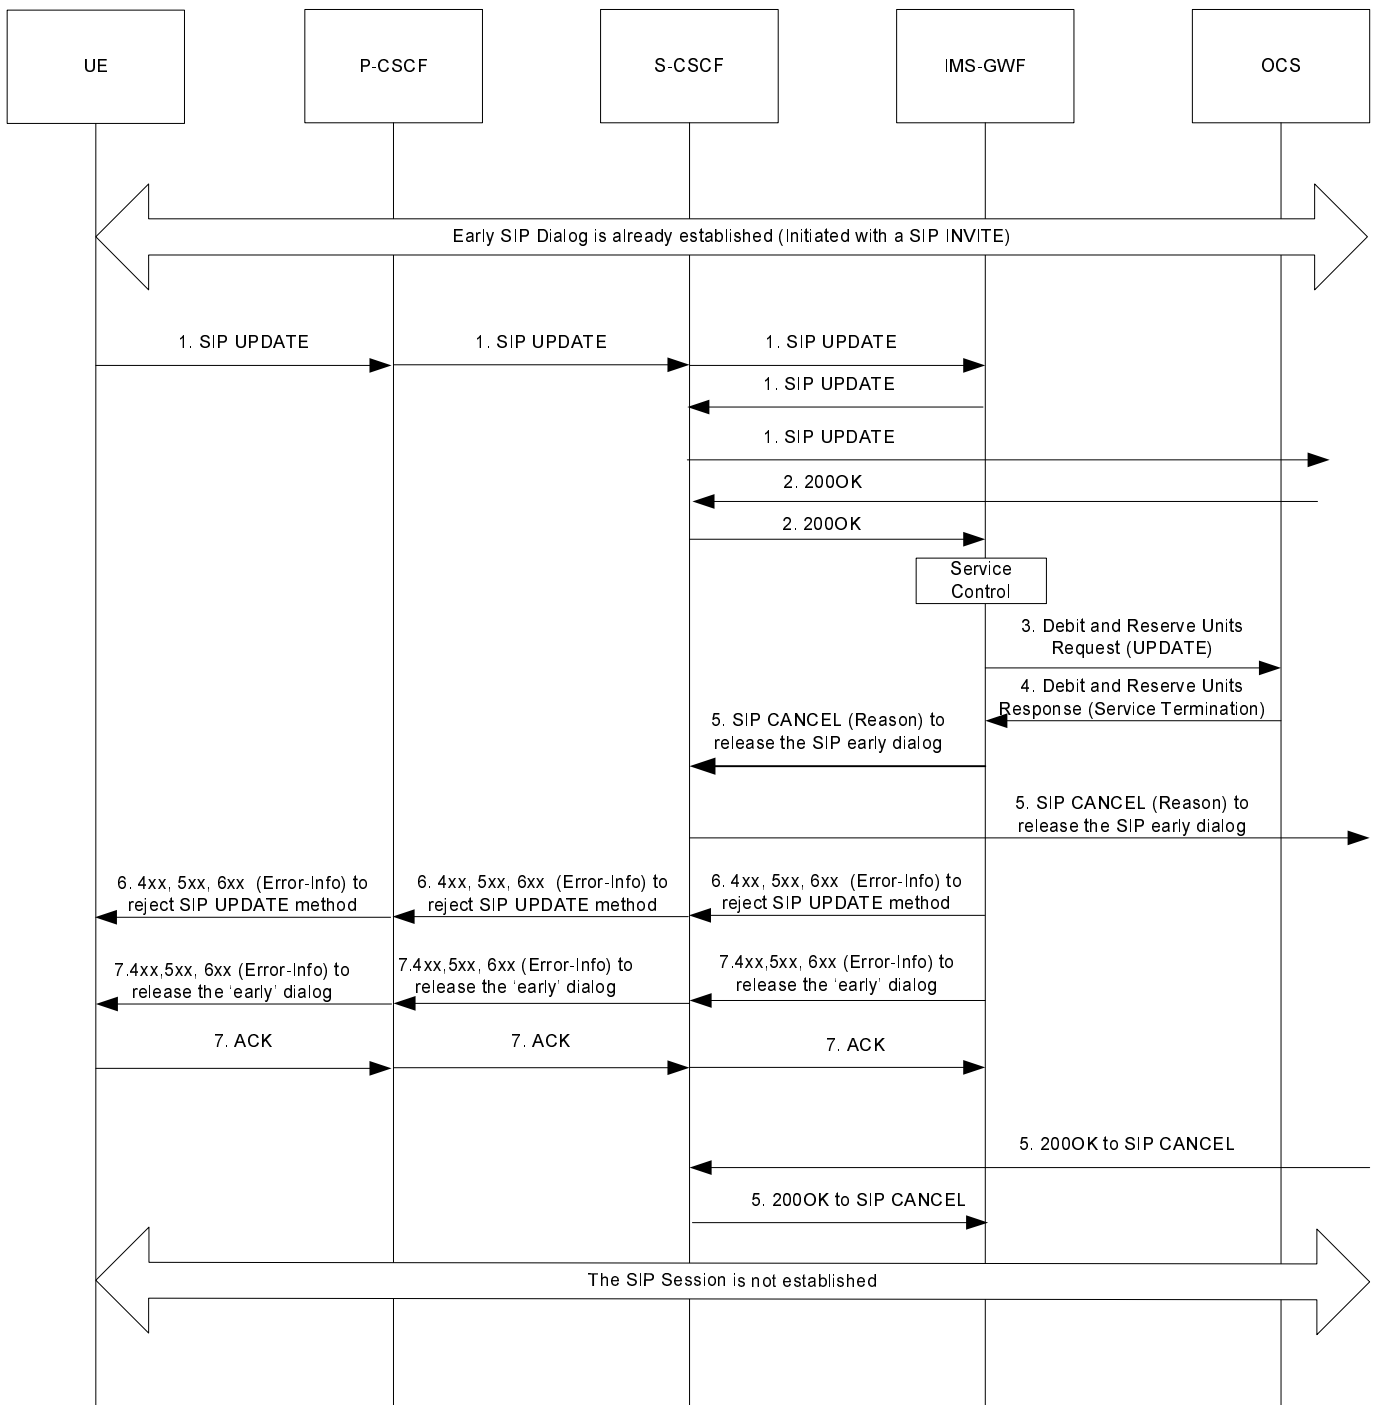 UE
P-CSCF
S-CSCF
IMS-GWF
OCS
Early SIP Dialog is already established (Initiated with a SIP INVITE)
1. SIP UPDATE
1. SIP UPDATE
1. SIP UPDATE
1. SIP UPDATE
1. SIP UPDATE
2. 200OK
2. 200OK
Service
Control
3. Debit and Reserve Units
Request (UPDATE)
4. Debit and Reserve Units
Response (Service Termination)
5. SIP CANCEL (Reason) to
release the SIP early dialog
5. SIP CANCEL (Reason) to
release the SIP early dialog
6. 4xx, 5xx, 6xx (Error-Info) to
reject SIP UPDATE method
6. 4xx, 5xx, 6xx (Error-Info) to
reject SIP UPDATE method
6. 4xx, 5xx, 6xx (Error-Info) to
reject SIP UPDATE method
7.4xx,5xx, 6xx (Error-Info) to
release the ‘early’ dialog
7.4xx,5xx, 6xx (Error-Info) to
release the ‘early’ dialog
7.4xx,5xx, 6xx (Error-Info) to
release the ‘early’ dialog
7. ACK
7. ACK
7. ACK
5. 200OK to SIP CANCEL
5. 200OK to SIP CANCEL
The SIP Session is not established